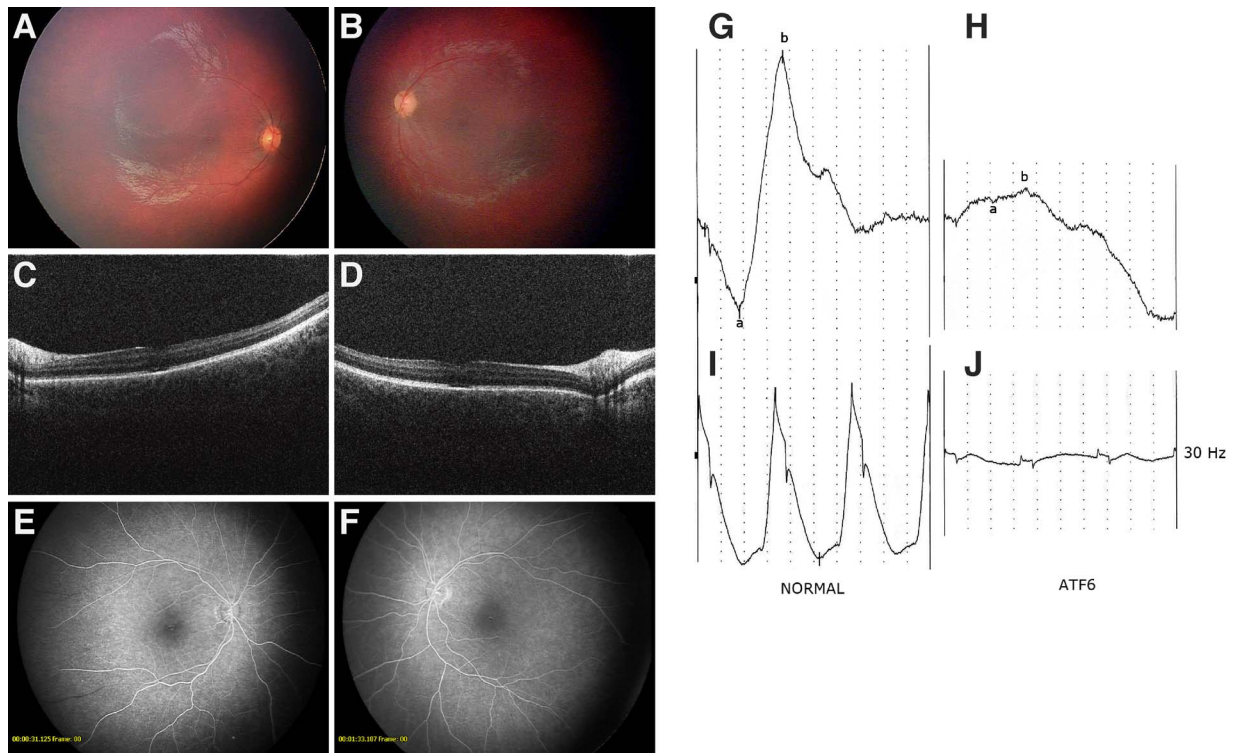 A
B
C
D
E
00:00:31.125 Frame: 00
F
00:01:33.107 Frame: 00
G
b
a
H
b
a
I
J
30 Hz
NORMAL
ATF6